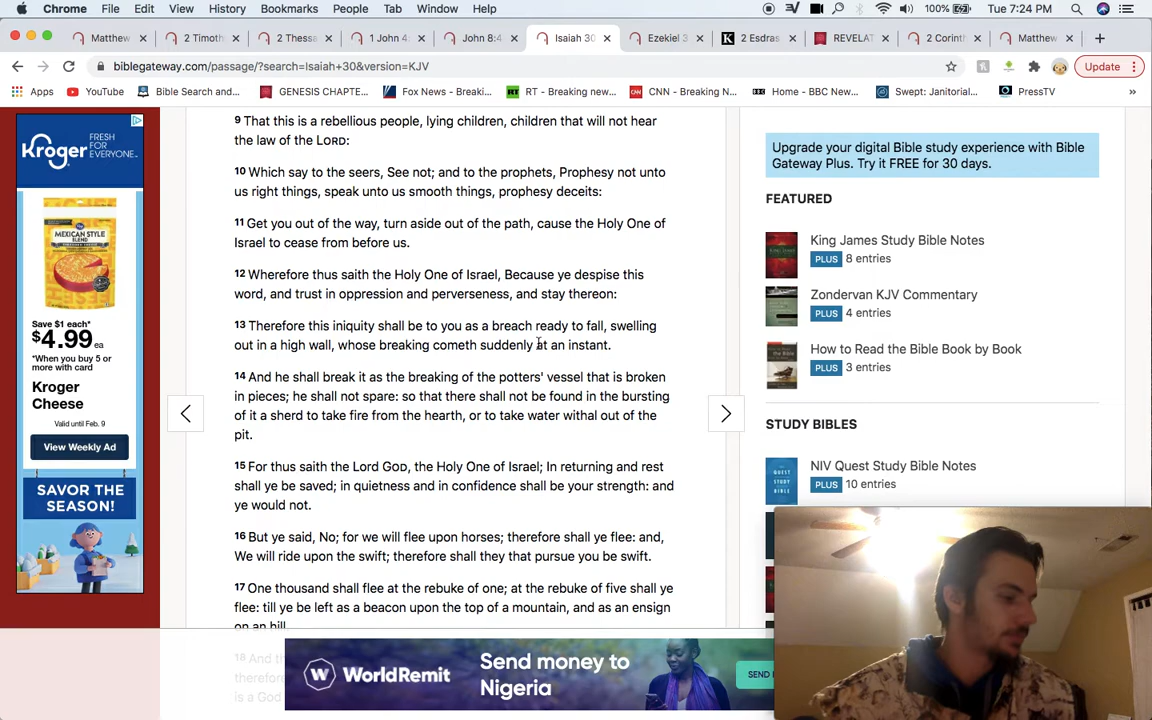 Chrome File Edit View History Bookmarks People Tab Window Help 100% Tue 7:24 PM
Matthew 2 Timoth 2 Thessa 1 John 4: John 8:4 Isaiah 30 Ezekiel 3 2 Esdras REVELAT 2 Corint Matthew
biblegateway.com/passage/?search=Isaiah+30&version=KJV Update
Apps YouTube Bible Search and... GENESIS CHAPTE... Fox News - Breaki... RT - Breaking new... CNN - Breaking N... BBC Home - BBC New... Swept: Janitorial... PressTV »
9 That this is a rebellious people, lying children, children that will not hear
the law of the LORD:
10 Which say to the seers, See not; and to the prophets, Prophesy not unto
us right things, speak unto us smooth things, prophesy deceits:
11 Get you out of the way, turn aside out of the path, cause the Holy One of
Israel to cease from before us.
12 Wherefore thus saith the Holy One of Israel, Because ye despise this
word, and trust in oppression and perverseness, and stay thereon:
13 Therefore this iniquity shall be to you as a breach ready to fall, swelling
out in a high wall, whose breaking cometh suddenly at an instant.
14 And he shall break it as the breaking of the potters' vessel that is broken
in pieces; he shall not spare: so that there shall not be found in the bursting
of it a sherd to take fire from the hearth, or to take water withal out of the
pit.
15 For thus saith the Lord GOD, the Holy One of Israel; In returning and rest
shall ye be saved; in quietness and in confidence shall be your strength: and
ye would not.
16 But ye said, No; for we will flee upon horses; therefore shall ye flee: and,
We will ride upon the swift; therefore shall they that pursue you be swift.
17 One thousand shall flee at the rebuke of one; at the rebuke of five shall ye
flee: till ye be left as a beacon upon the top of a mountain, and as an ensign
on an hill
18 And th
therefore
is a God
Kroger
FRESH
FOR
EVERYONE
MEXICAN STYLE
BLEND
Save $1 each*
$4.99 ea
*When you buy 5 or
more with card
Kroger
Cheese
Valid until Feb. 9
View Weekly Ad
SAVOR THE
SEASON!
Upgrade your digital Bible study experience with Bible
Gateway Plus. Try it FREE for 30 days.
FEATURED
King James Study Bible Notes
PLUS 8 entries
Zondervan KJV Commentary
PLUS 4 entries
How to Read the Bible Book by Book
PLUS 3 entries
STUDY BIBLES
NIV Quest Study Bible Notes
PLUS 10 entries
WorldRemit
Send money to
Nigeria
SEND